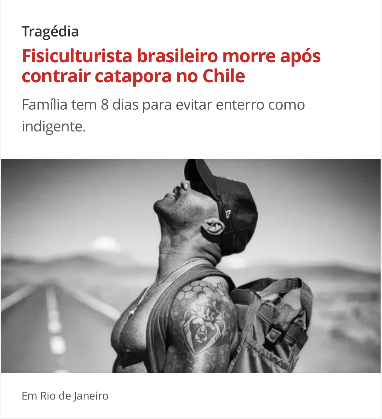 Tragédia
Fisiculturista brasileiro morre após
contrair catapora no Chile
Família tem 8 dias para evitar enterro como
indigente.
Em Rio de Janeiro